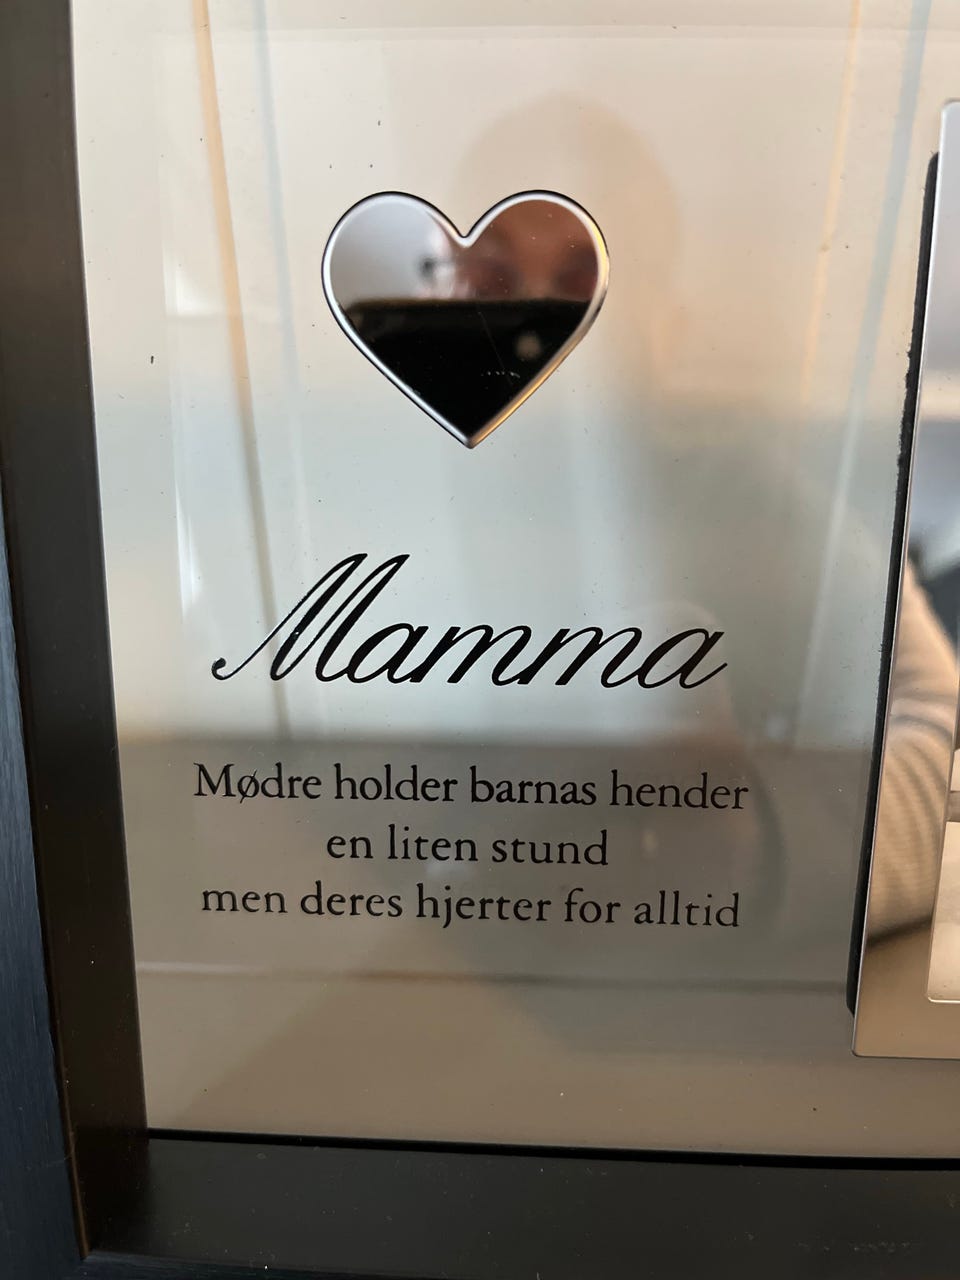 Mamma
Mødre holder barnas hender
en liten stund
men deres hjerter for alltid